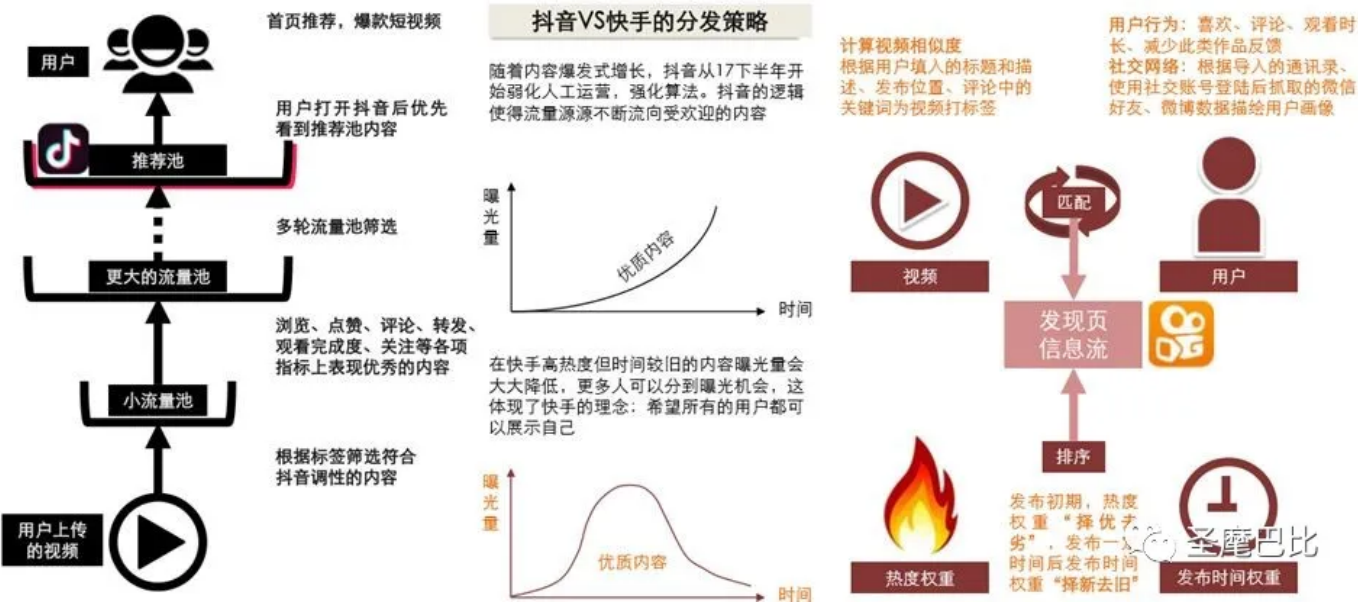 首页推荐，爆款短视频
用户
用户打开抖音后优先
看到推荐池内容
推荐池
多轮流量池筛选
更大的流量池
浏览、点赞、评论、转发、
观看完成度、关注等各项
指标上表现优秀的内容
小流量池
根据标签筛选符合
抖音调性的内容
用户上传
的视频
抖音VS快手的分发策略
随着内容爆发式增长，抖音从17下半年开
始弱化人工运营，强化算法。抖音的逻辑
使得流量源源不断流向受欢迎的内容
曝
光
量
优质内容
时间
在快手高热度但时间较旧的内容曝光量会
大大降低，更多人可以分到曝光机会，这
体现了快手的理念：希望所有的用户都可
以展示自己
曝
光
量
优质内容
时间
计算视频相似度
根据用户填入的标题和描
述、发布位置、评论中的
关键词为视频打标签
用户行为：喜欢、评论、观看时
长、减少此类作品反馈
社交网络：根据导入的通讯录、
使用社交账号登陆后抓取的微信
好友、微博数据描绘用户画像
匹配
视频
用户
发现页
信息流
排序
发布初期，热度
权重“择优去
劣”，发布一定
时间后发布时间
权重“择新去旧”
热度权重
发布时间权重
圣摩巴比